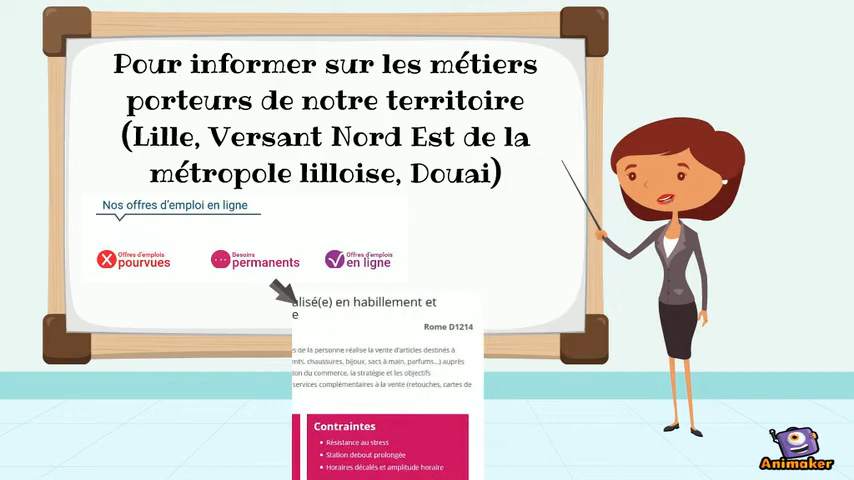 Pour informer sur les métiers
porteurs de notre territoire
(Lille, Versant Nord Est de la
métropole lilloise, Douai)
Nos offres d'emploi en ligne
Offres d'emplois
pourvues
Besoins
permanents
Offres d'emplois
en ligne
alisé(e) en habillement et
e
Rome D1214
s de la personne réalise la vente d'articles destinés à
ents, chaussures, bijoux, sacs à main, parfums...) auprès
tion du commerce, la stratégie et les objectifs
services complémentaires à la vente (retouches, cartes de
Contraintes
• Résistance au stress
• Station debout prolongée
• Horaires décalés et amplitude horaire
Animaker